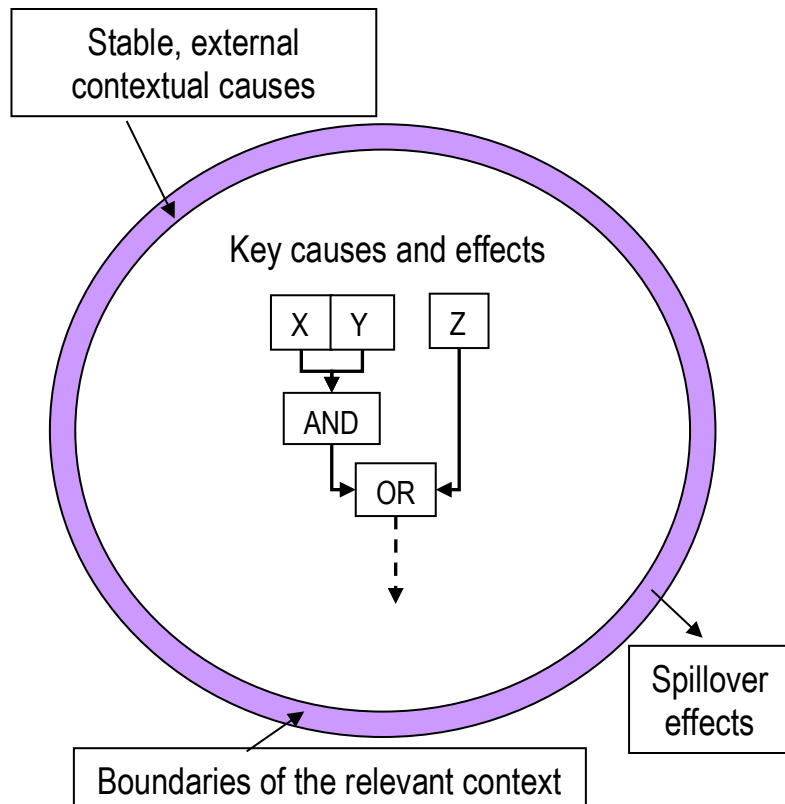 Stable, external
contextual causes
Key causes and effects
X Y Z
AND
OR
Spillover
effects
Boundaries of the relevant context